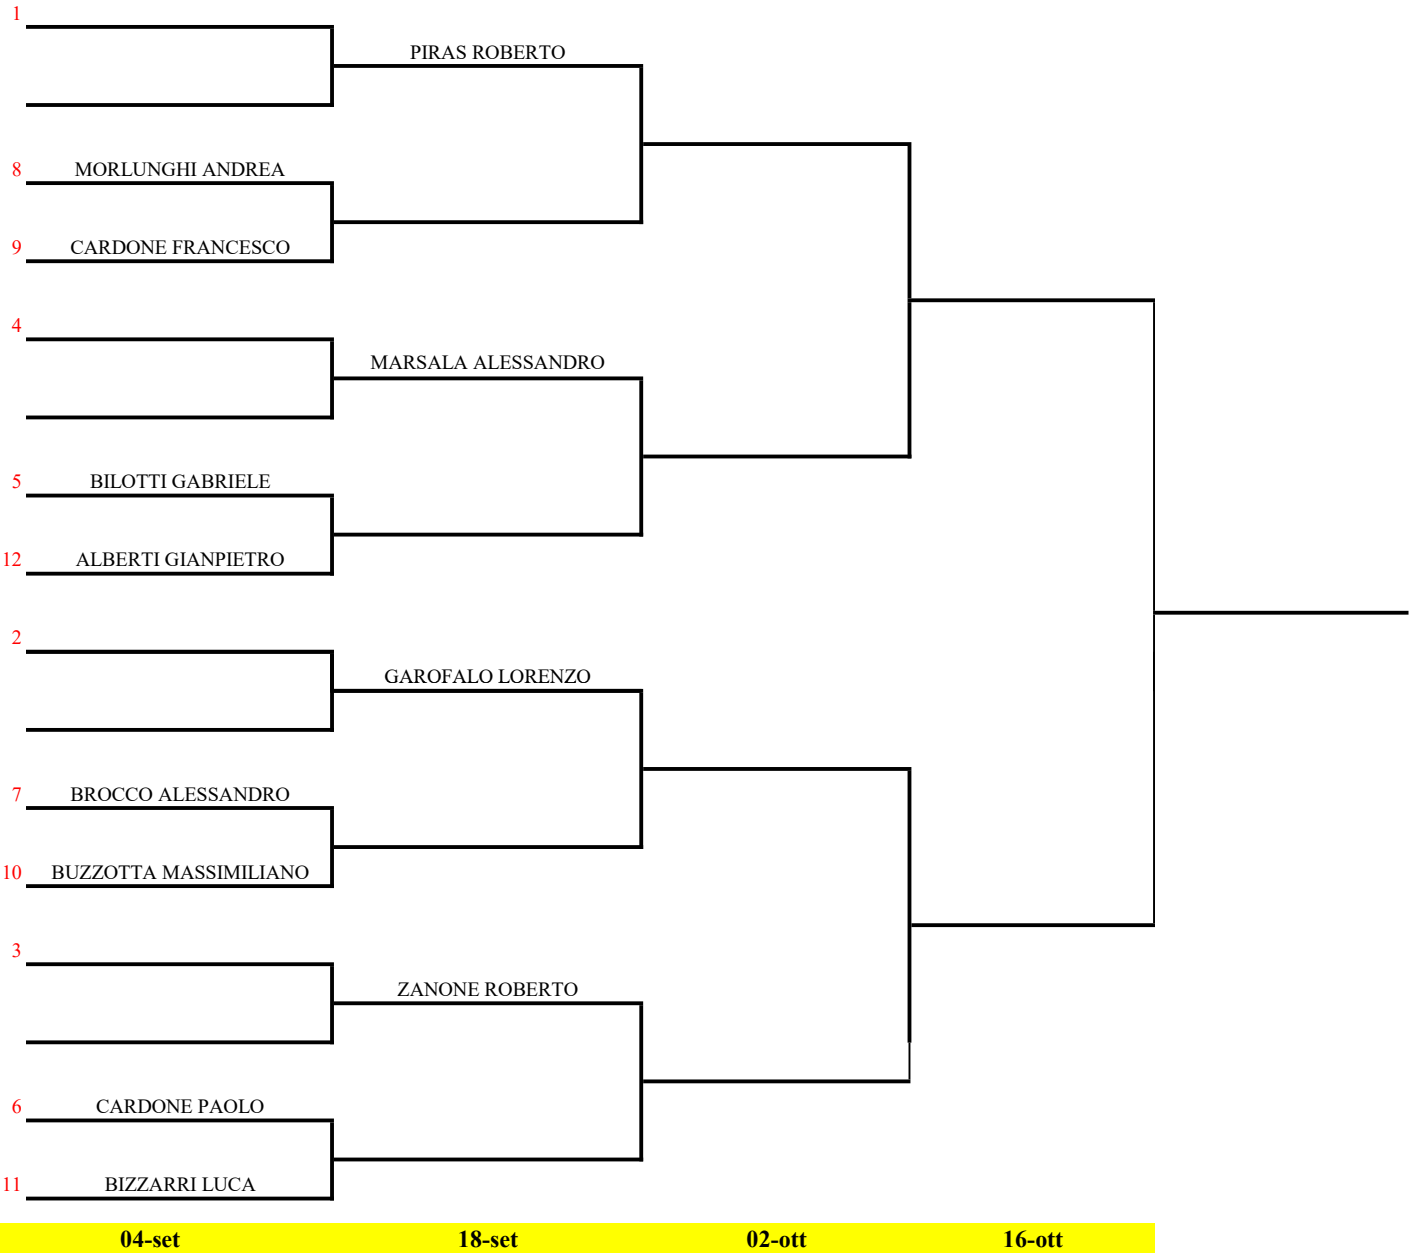 1
PIRAS ROBERTO
8 MORLUNGHI ANDREA
9 CARDONE FRANCESCO
4
MARSALA ALESSANDRO
5 BILOTTI GABRIELE
12 ALBERTI GIANPIETRO
2
GAROFALO LORENZO
7 BROCCO ALESSANDRO
10 BUZZOTTA MASSIMILIANO
3
ZANONE ROBERTO
6 CARDONE PAOLO
11 BIZZARRI LUCA
04-set 18-set 02-ott 16-ott